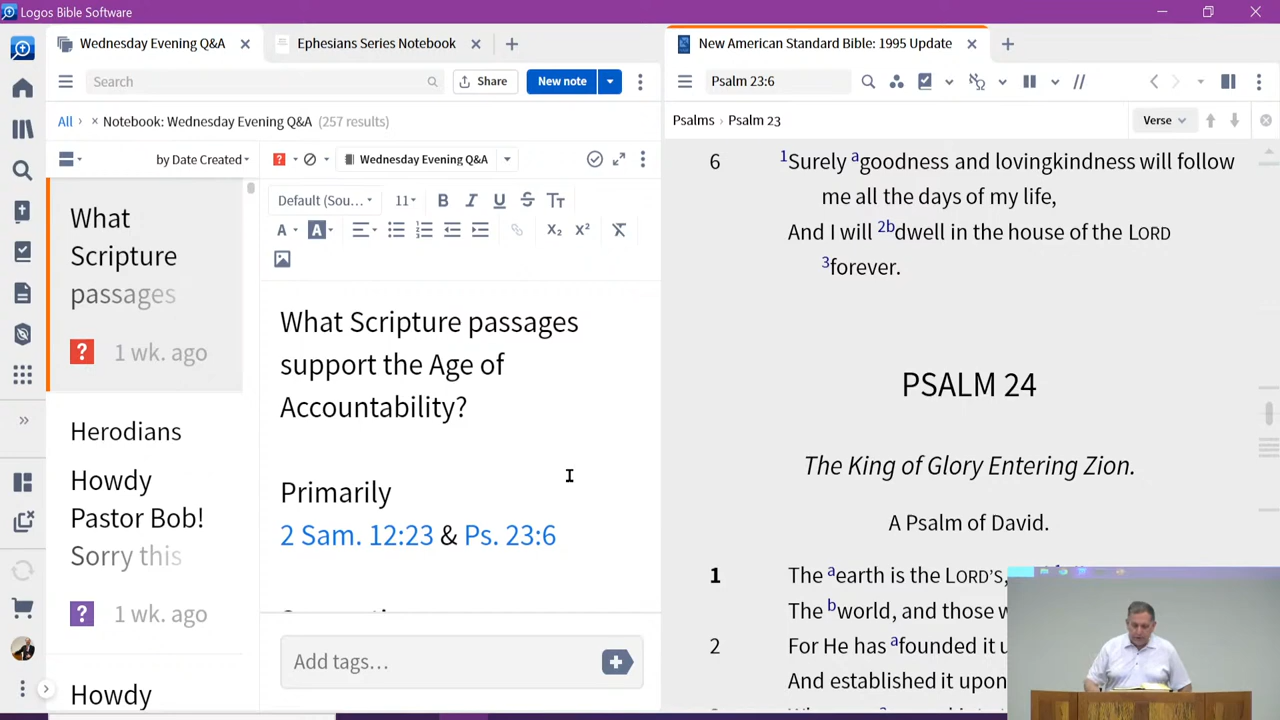 Logos Bible Software
Wednesday Evening Q&A
Ephesians Series Notebook
Search
Share
New note
All › × Notebook: Wednesday Evening Q&A (257 results)
by Date Created
Wednesday Evening Q&A
What
Scripture
passages
1 wk. ago
Herodians
Howdy
Pastor Bob!
Sorry this
1 wk. ago
Howdy
Default (Sou...
11
What Scripture passages
support the Age of
Accountability?
Primarily
2 Sam. 12:23 & Ps. 23:6
Add tags...
New American Standard Bible: 1995 Update
Psalm 23:6
Psalms › Psalm 23
Verse
6 1Surely agoodness and lovingkindness will follow
me all the days of my life,
And I will 2bdwell in the house of the LORD
3forever.
PSALM 24
The King of Glory Entering Zion.
A Psalm of David.
1 The aearth is the LORD'S,
The bworld, and those w
2 For He has afounded it u
And established it upon